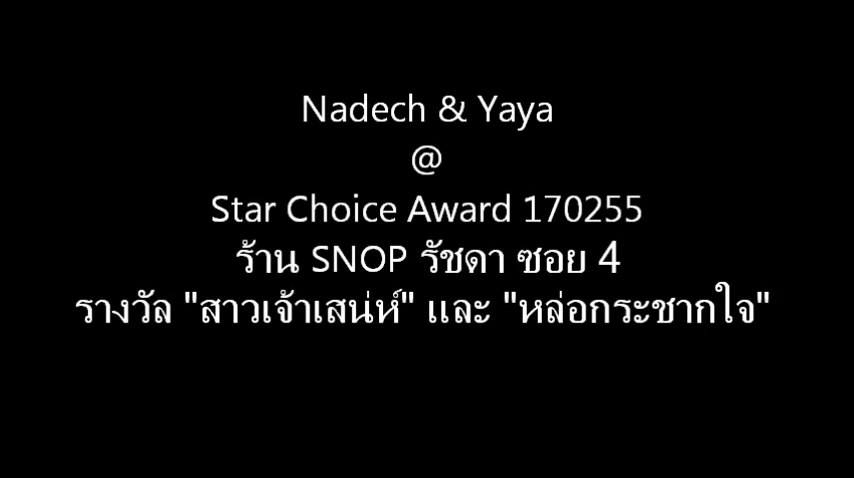 Nadech & Yaya
@
Star Choice Award 170255
ร้าน SNOP รัชดา ซอย 4
รางวัล "สาวเจ้าเสน่ห์" และ "หล่อกระชากใจ"